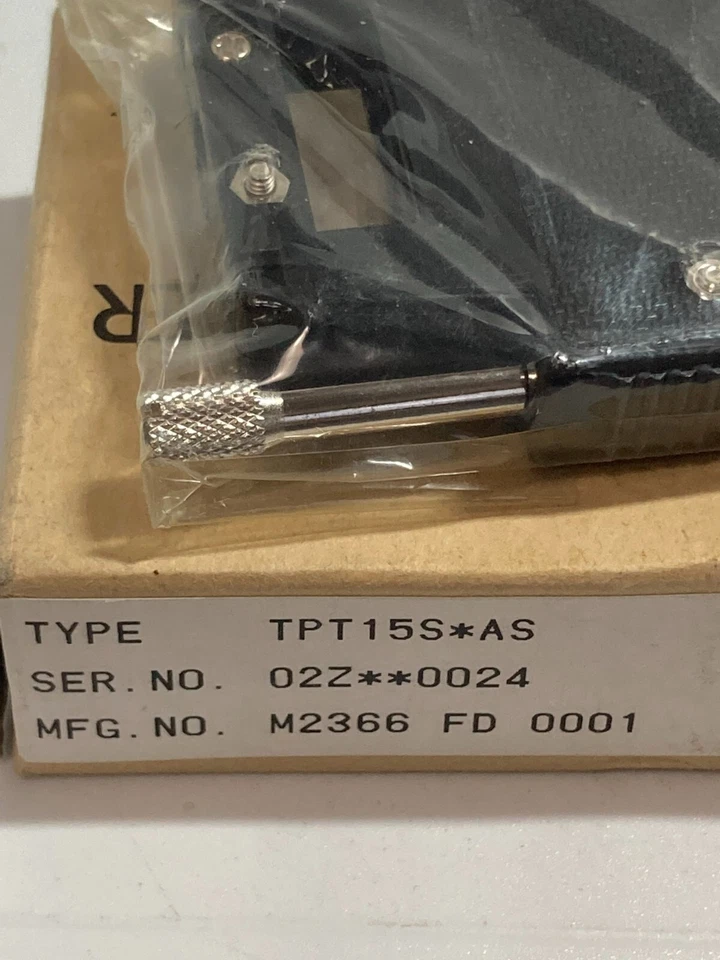 R
TYPE TPT15S*AS
SER.NO. 02Z**0024
MFG.NO. M2366 FD 0001